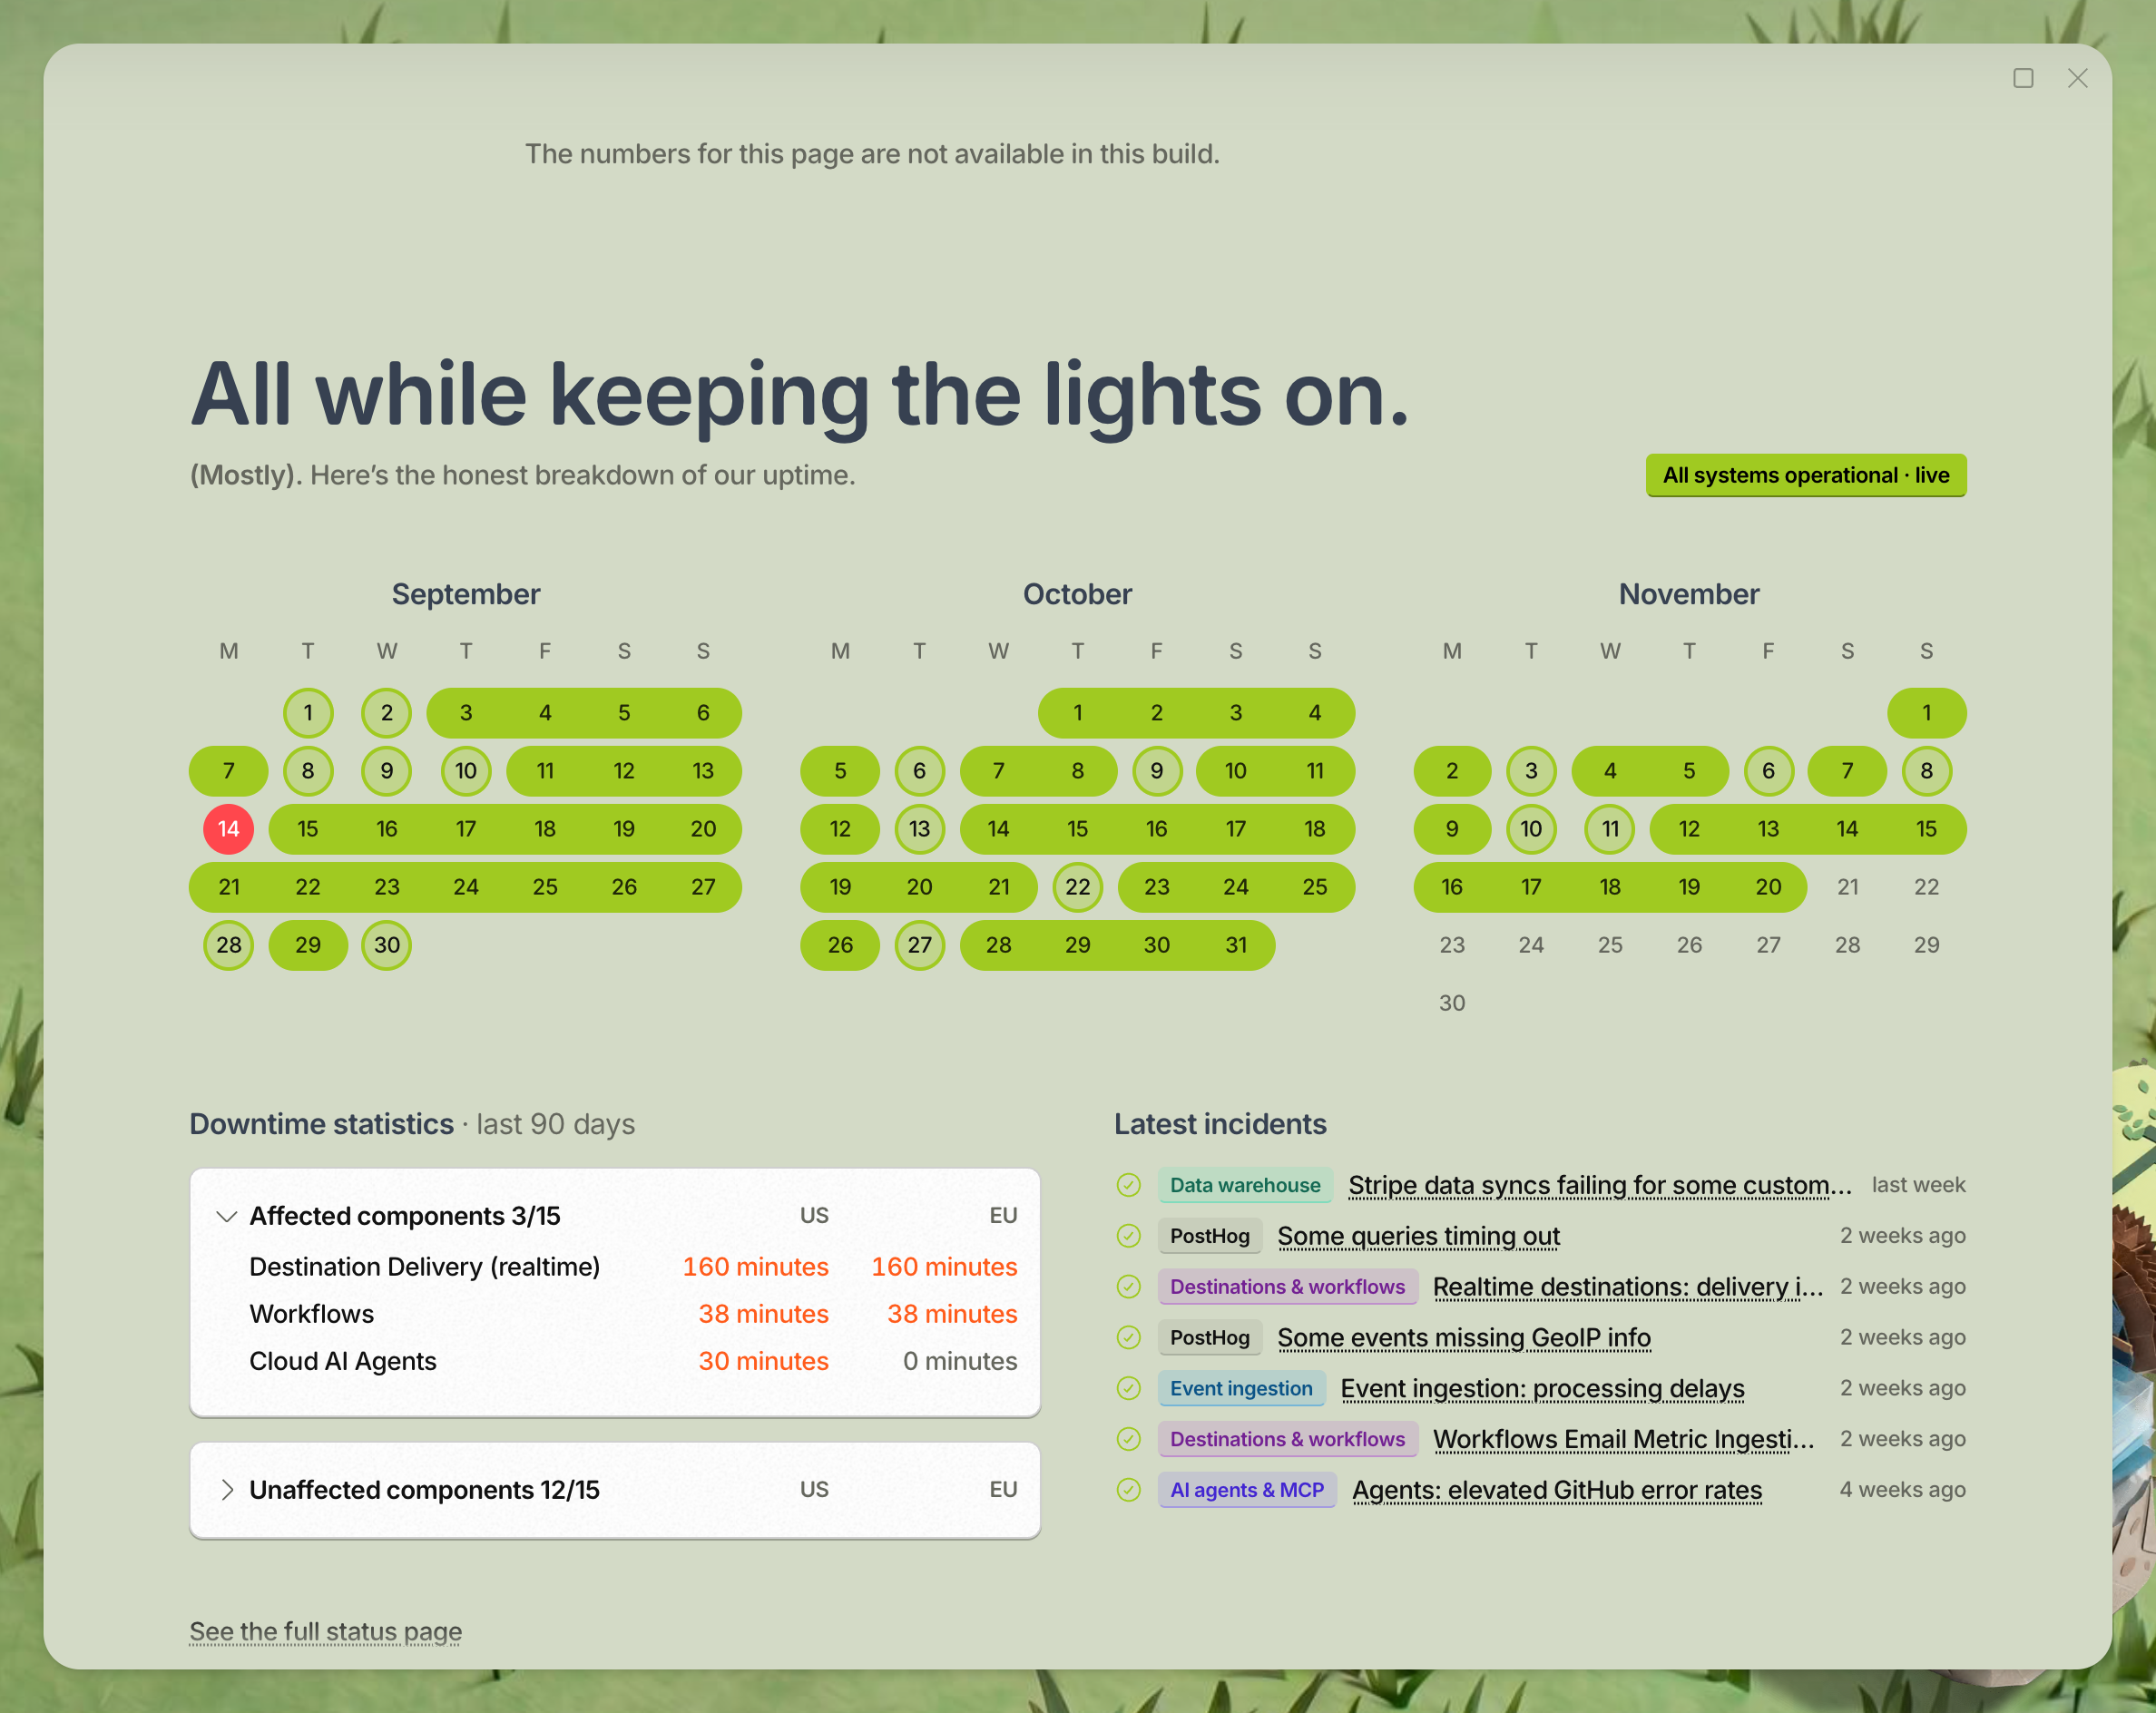 The numbers for this page are not available in this build.
All while keeping the lights on.
(Mostly). Here's the honest breakdown of our uptime.
All systems operational · live
September
M T W T F S S
1 2 3 4 5 6
7 8 9 10 11 12 13
14 15 16 17 18 19 20
21 22 23 24 25 26 27
28 29 30
October
M T W T F S S
1 2 3 4
5 6 7 8 9 10 11
12 13 14 15 16 17 18
19 20 21 22 23 24 25
26 27 28 29 30 31
November
M T W T F S S
1
2 3 4 5 6 7 8
9 10 11 12 13 14 15
16 17 18 19 20 21 22
23 24 25 26 27 28 29
30
Downtime statistics · last 90 days
Affected components 3/15 US EU
Destination Delivery (realtime) 160 minutes 160 minutes
Workflows 38 minutes 38 minutes
Cloud AI Agents 30 minutes 0 minutes
Unaffected components 12/15 US EU
Latest incidents
Data warehouse Stripe data syncs failing for some custom... last week
PostHog Some queries timing out 2 weeks ago
Destinations & workflows Realtime destinations: delivery i... 2 weeks ago
PostHog Some events missing GeoIP info 2 weeks ago
Event ingestion Event ingestion: processing delays 2 weeks ago
Destinations & workflows Workflows Email Metric Ingesti... 2 weeks ago
AI agents & MCP Agents: elevated GitHub error rates 4 weeks ago
See the full status page